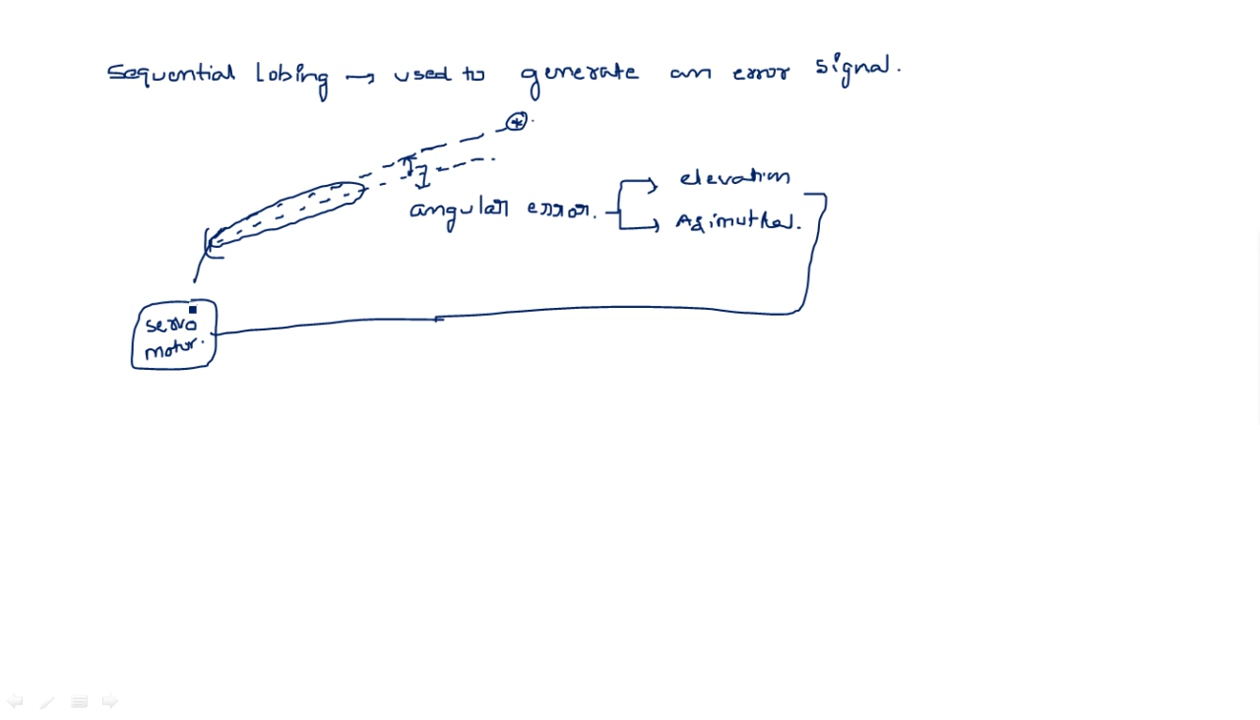 Sequential Lobing → used to generate an error signal.
elevation
angular error.
Azimuthal.
servo
motor.